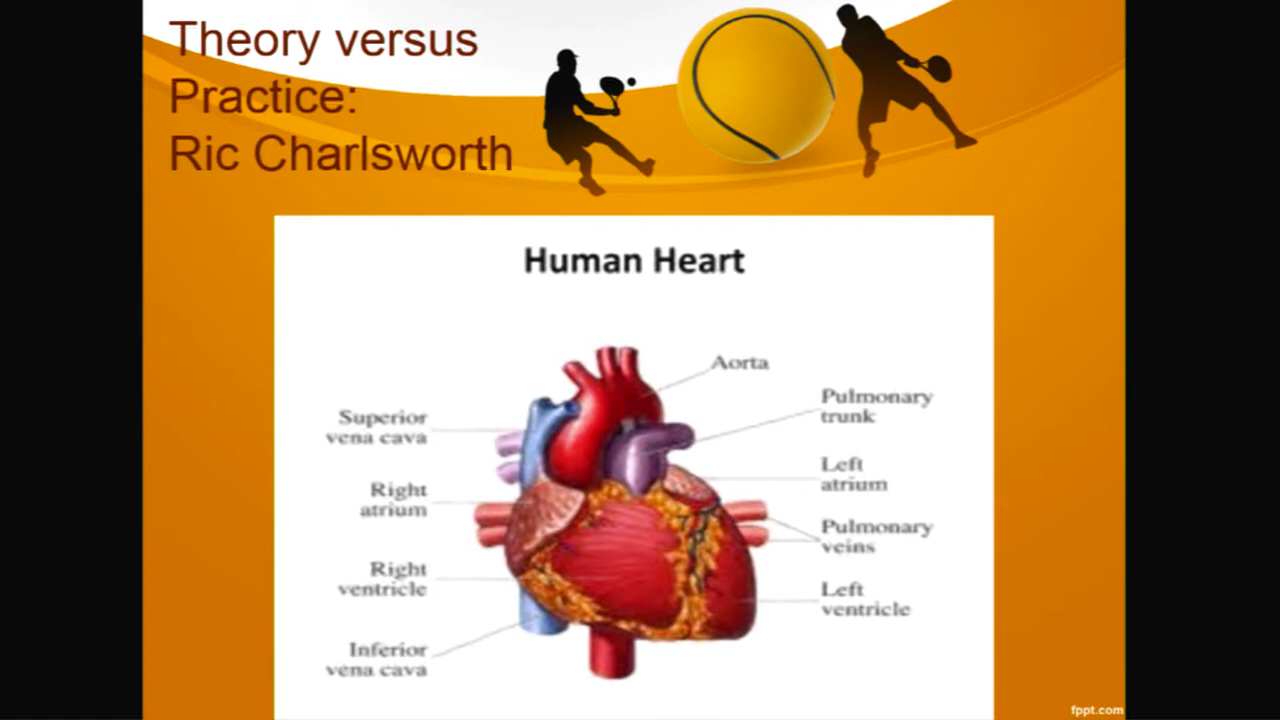 Theory versus
Practice:
Ric Charlsworth
Human Heart
Aorta
Pulmonary
trunk
Superior
vena cava
Left
atrium
Right
atrium
Pulmonary
veins
Right
ventricle
Left
ventricle
Inferior
vena cava
fppt.com